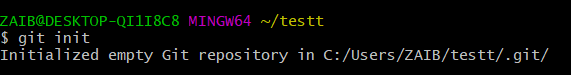 ZAIB@DESKTOP-QI1I8C8 MINGW64 ~/testt
$ git init
Initialized empty Git repository in C:/Users/ZAIB/testt/.git/